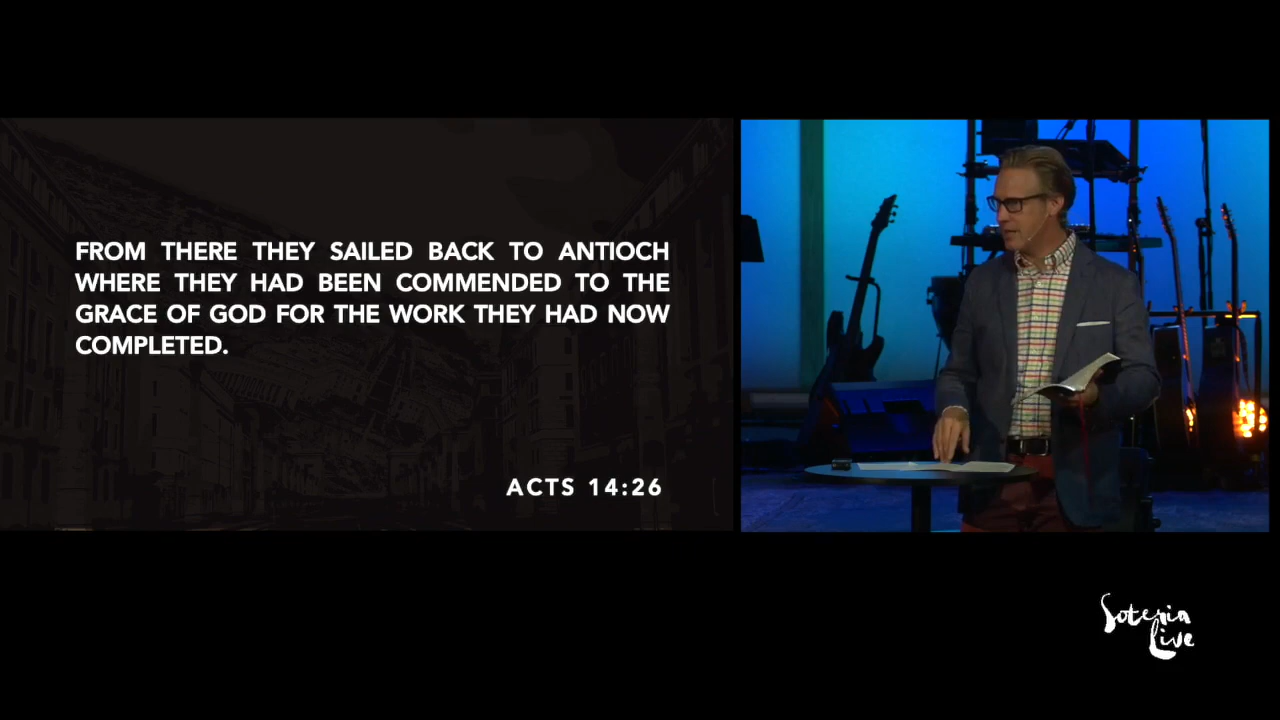 FROM THERE THEY SAILED BACK TO ANTIOCH
WHERE THEY HAD BEEN COMMENDED TO THE
GRACE OF GOD FOR THE WORK THEY HAD NOW
COMPLETED.
ACTS 14:26
Soteria
Live